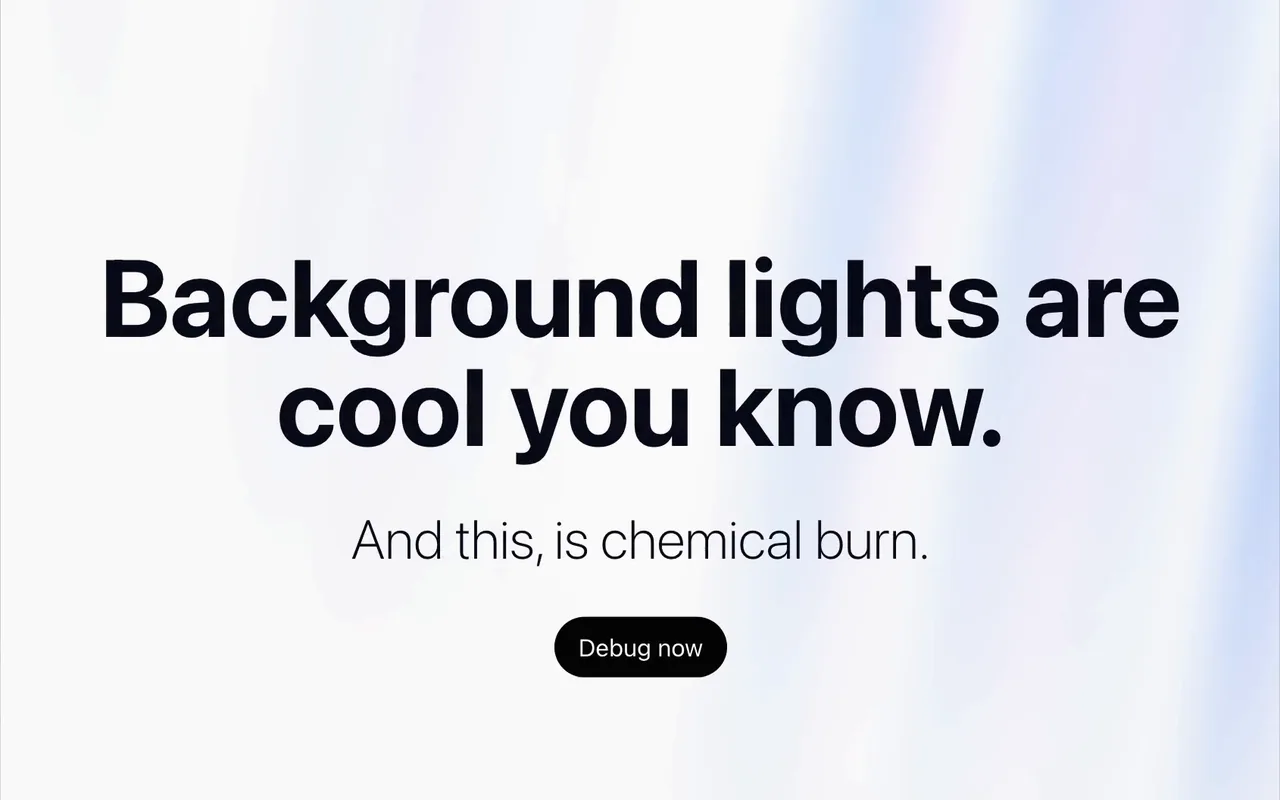 Background lights are
cool you know.
And this, is chemical burn.
Debug now